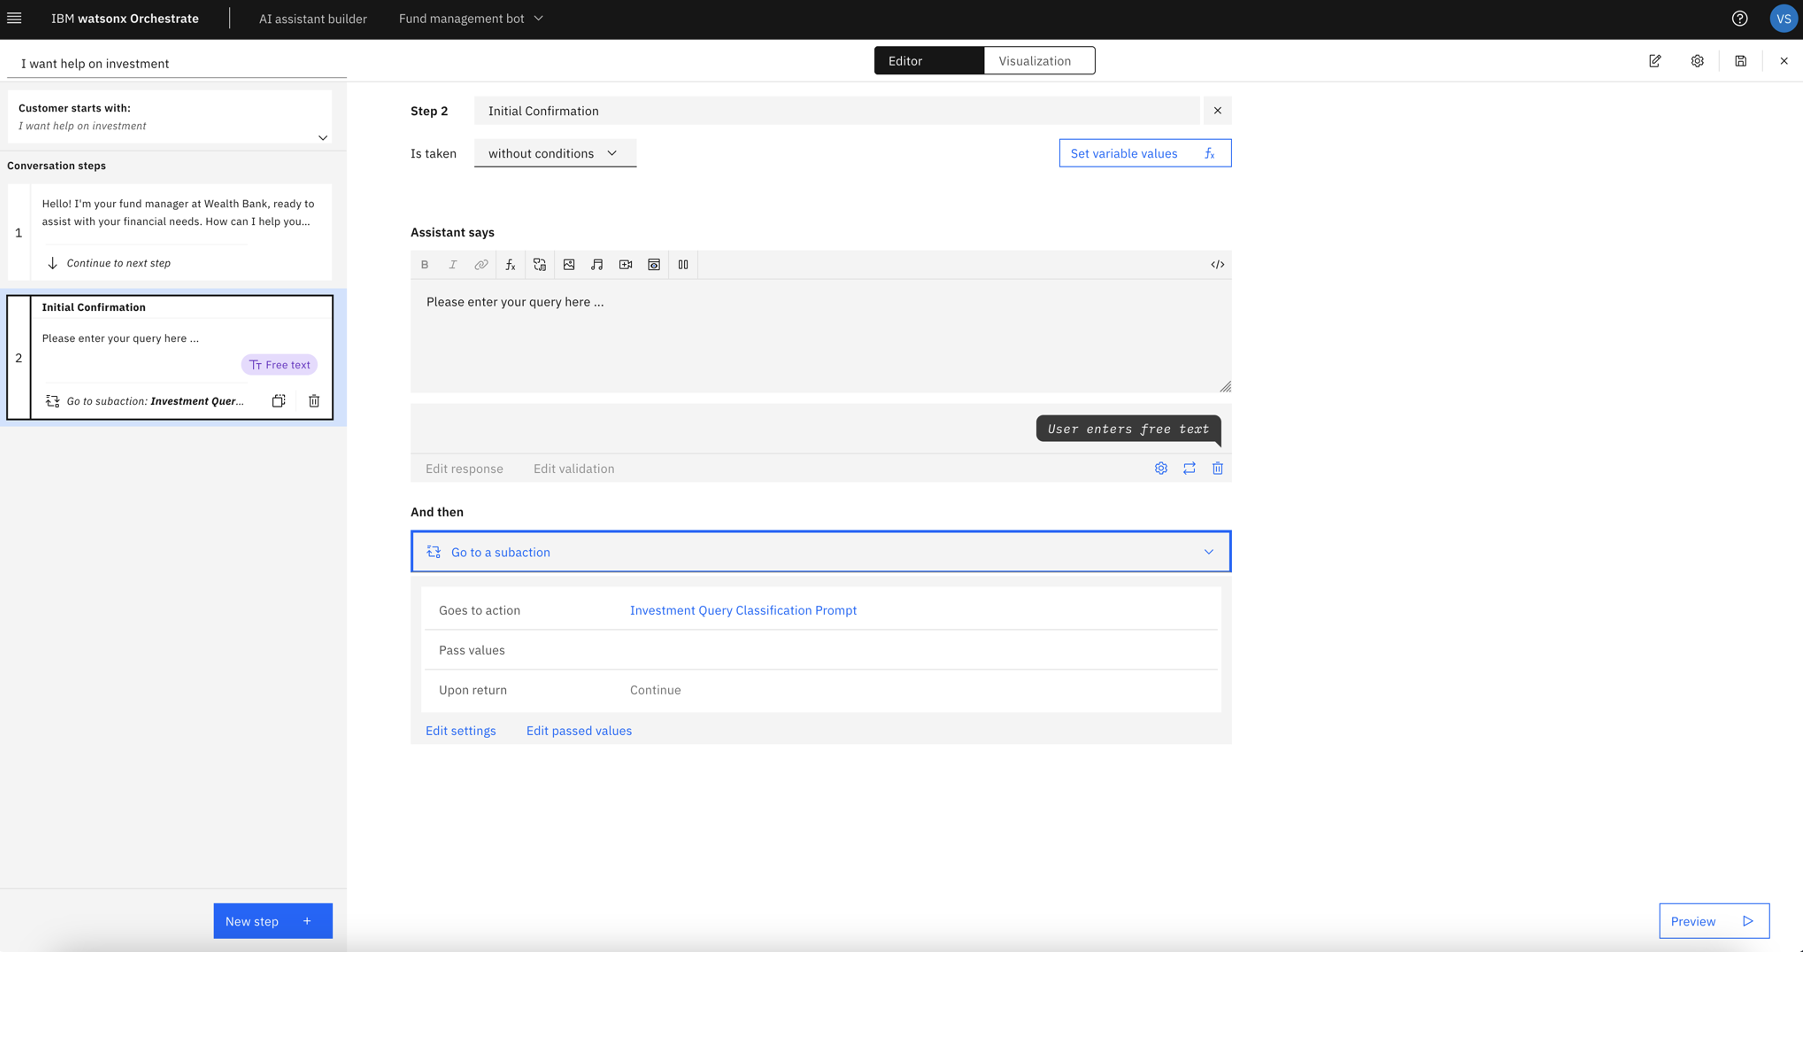 IBM watsonx Orchestrate
AI assistant builder
Fund management bot
VS
I want help on investment
Editor
Visualization
Customer starts with:
I want help on investment
Conversation steps
1
Hello! I'm your fund manager at Wealth Bank, ready to
assist with your financial needs. How can I help you...
Continue to next step
2
Initial Confirmation
Please enter your query here ...
Free text
Go to subaction: Investment Quer...
New step
Step 2
Initial Confirmation
Is taken
without conditions
Set variable values
Assistant says
Please enter your query here ...
User enters free text
Edit response
Edit validation
And then
Go to a subaction
Goes to action
Investment Query Classification Prompt
Pass values
Upon return
Continue
Edit settings
Edit passed values
Preview